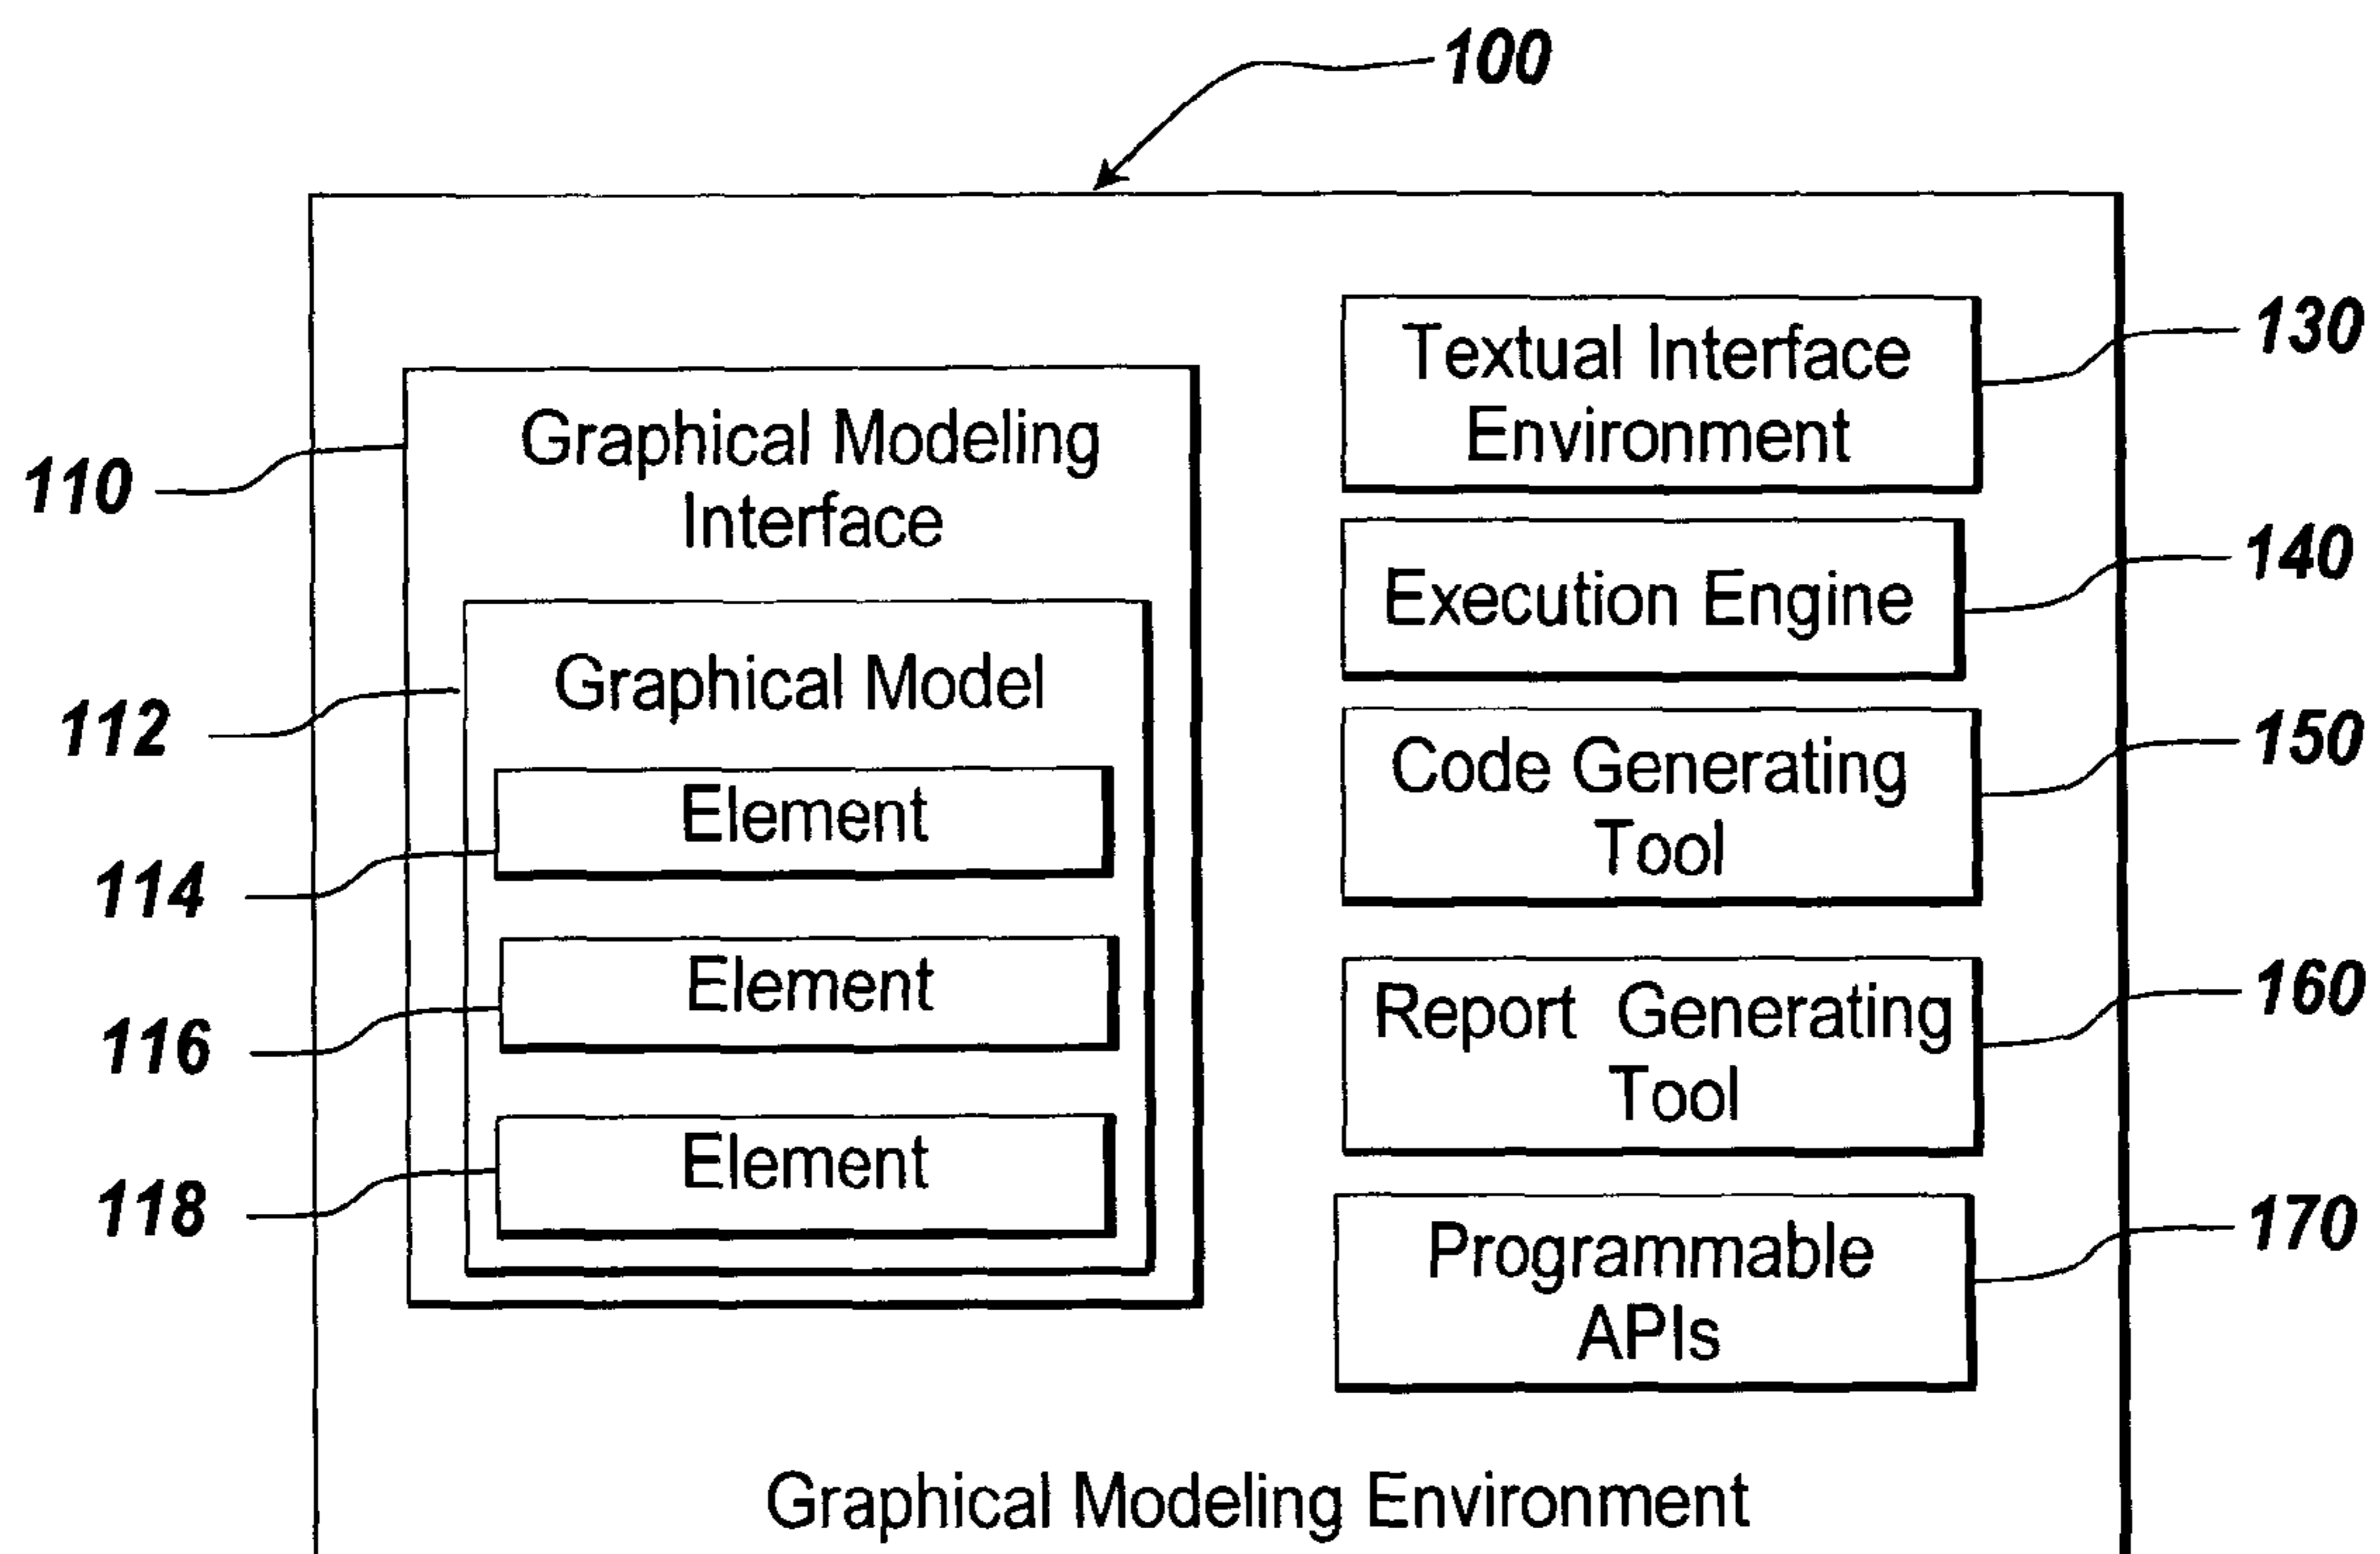 100
110
Graphical Modeling
Interface
112
Graphical Model
114
Element
116
Element
118
Element
Textual Interface
Environment
130
Execution Engine
140
Code Generating
Tool
150
Report Generating
Tool
160
Programmable
APIs
170
Graphical Modeling Environment